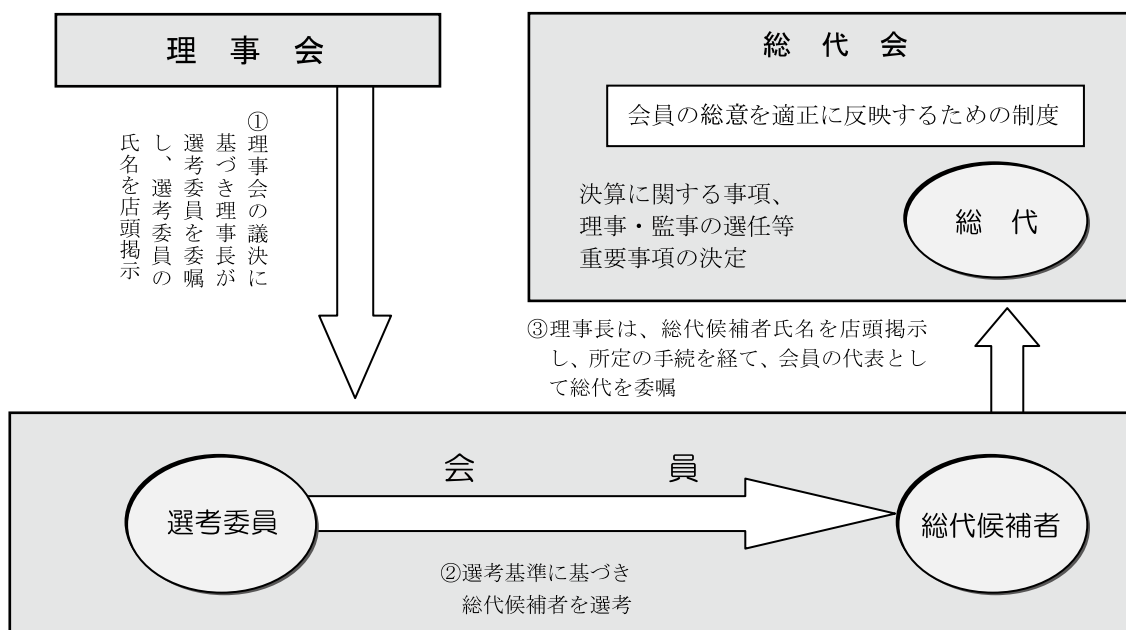 理事会
①理事会の議決に
基づき理事長が
選考委員を委嘱
し、選考委員の
氏名を店頭掲示
総代会
会員の総意を適正に反映するための制度
決算に関する事項、
理事・監事の選任等
重要事項の決定
総代
③理事長は、総代候補者氏名を店頭掲示
し、所定の手続を経て、会員の代表とし
て総代を委嘱
会員
選考委員
総代候補者
②選考基準に基づき
総代候補者を選考